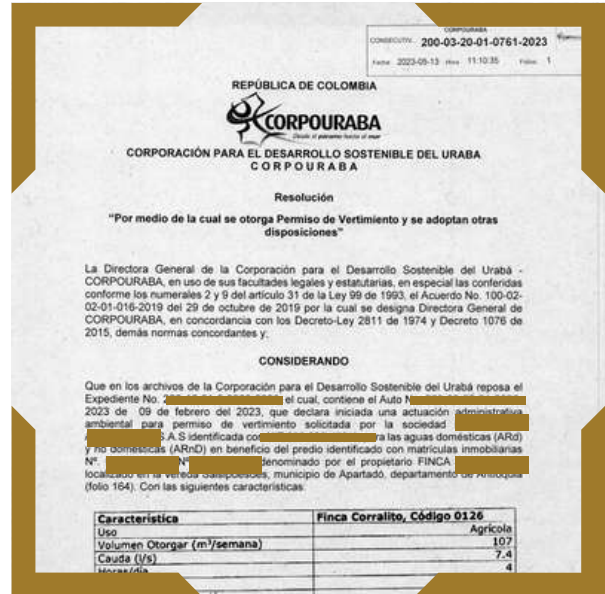 CORPOURABA
CONSECUTIV... 200-03-20-01-0761-2023
Fecha 2023-05-13 Hora 11:10:35 Folios 1
REPÚBLICA DE COLOMBIA
CORPOURABA
CORPORACIÓN PARA EL DESARROLLO SOSTENIBLE DEL URABA
C O R P O U R A B A
Resolución
"Por medio de la cual se otorga Permiso de Vertimiento y se adoptan otras
disposiciones"
La Directora General de la Corporación para el Desarrollo Sostenible del Urabá -
CORPOURABA, en uso de sus facultades legales y estatutarias, en especial las conferidas
conforme los numerales 2 y 9 del artículo 31 de la Ley 99 de 1993, el Acuerdo No. 100-02-
02-01-016-2019 del 29 de octubre de 2019 por la cual se designa Directora General de
CORPOURABA, en concordancia con los Decreto-Ley 2811 de 1974 y Decreto 1076 de
2015, demás normas concordantes y;
CONSIDERANDO
Que en los archivos de la Corporación para el Desarrollo Sostenible del Urabá reposa el
Expediente No. el cual, contiene el Auto
2023 de 09 de febrero del 2023, que declara iniciada una actuación administrativa
ambiental para permiso de vertimiento solicitada por la sociedad
S.A.S identificada ra las aguas domésticas (ARd)
y no domésticas (ARnD) en beneficio del predio identificado con matrículas inmobiliarias
Nº. Nº denominado por el propietario FINCA
localizado en la vereda municipio de Apartadó, departamento de Antioquia
(folio 164). Con las siguientes características:
Característica Finca Corralito, Código 0126
Uso Agrícola
Volumen Otorgar (m³/semana) 107
Cauda (l/s) 7.4
Horas/día 4